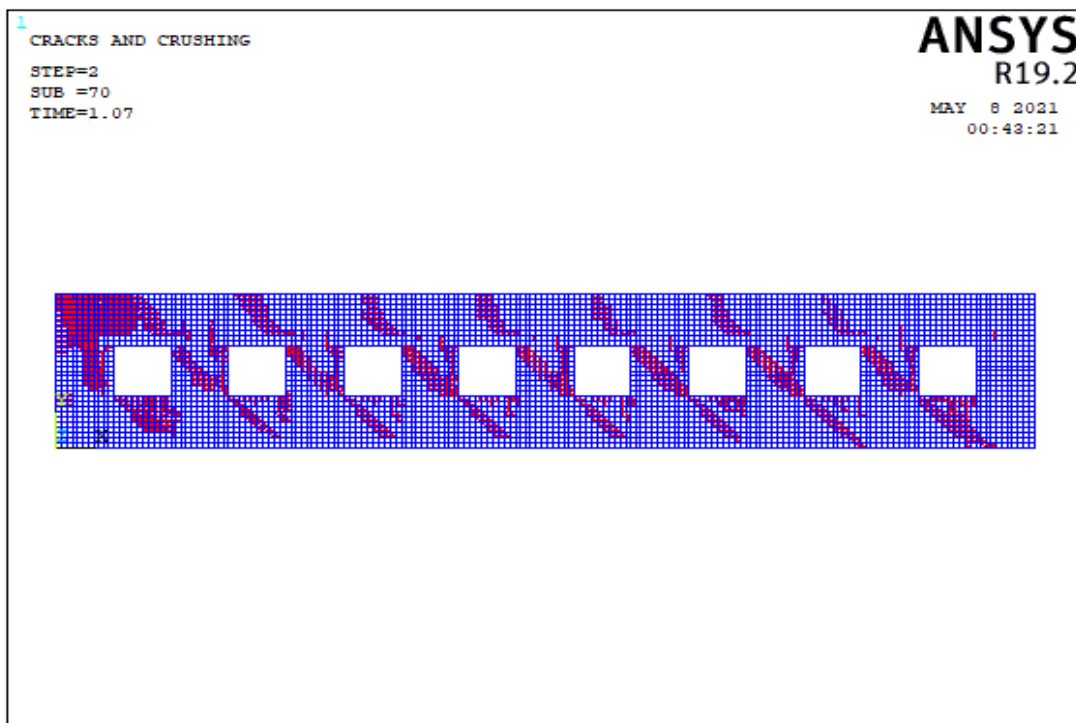 1
CRACKS AND CRUSHING
STEP=2
SUB =70
TIME=1.07
ANSYS
R19.2
MAY 8 2021
00:43:21
Y
X